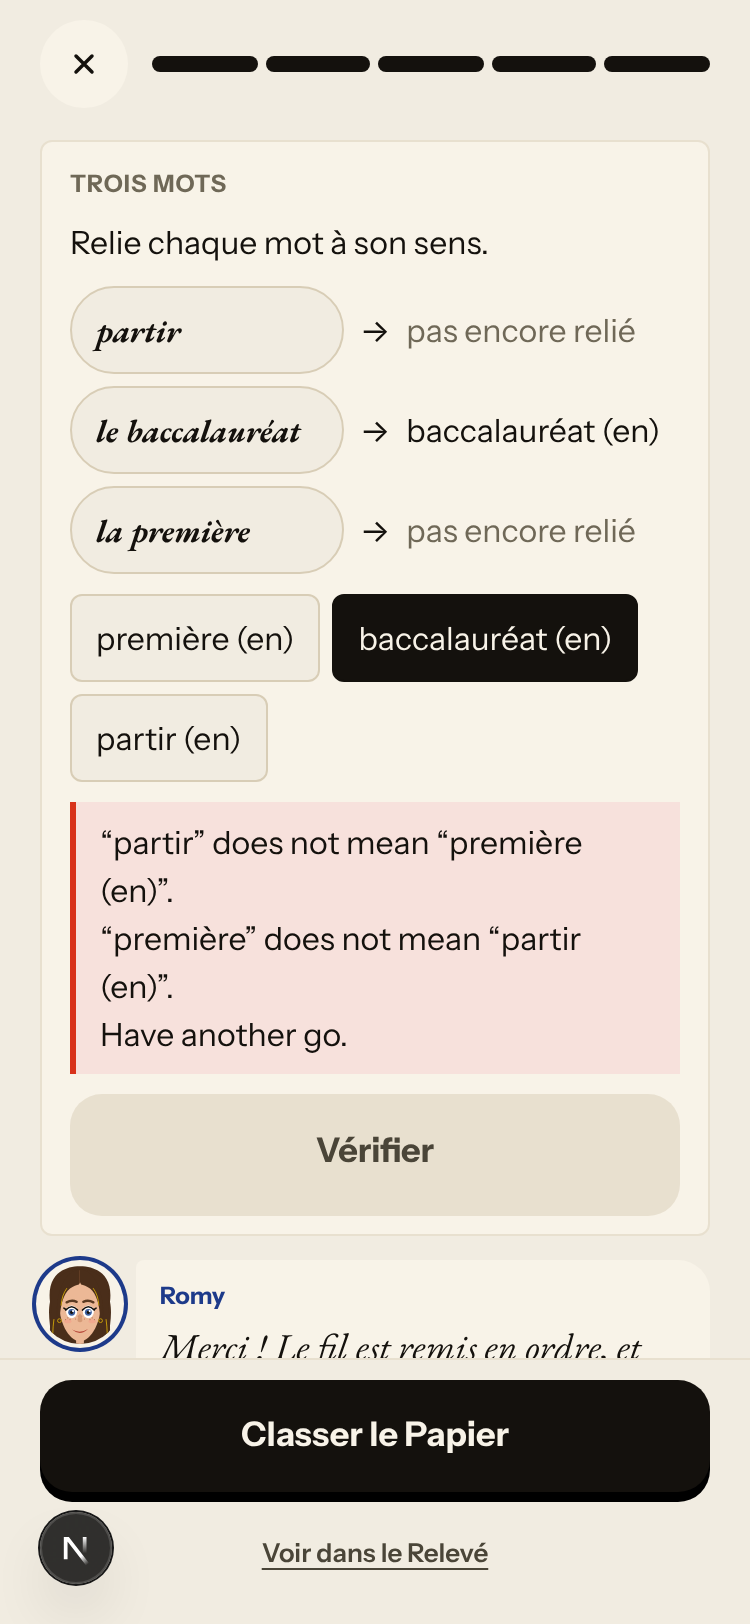 TROIS MOTS
Relie chaque mot à son sens.
partir → pas encore relié
le baccalauréat → baccalauréat (en)
la première → pas encore relié
première (en) baccalauréat (en)
partir (en)
“partir” does not mean “première
(en)”.
“première” does not mean “partir
(en)”.
Have another go.
Vérifier
Romy
Merci ! Le fil est remis en ordre, et
Classer le Papier
N
Voir dans le Relevé